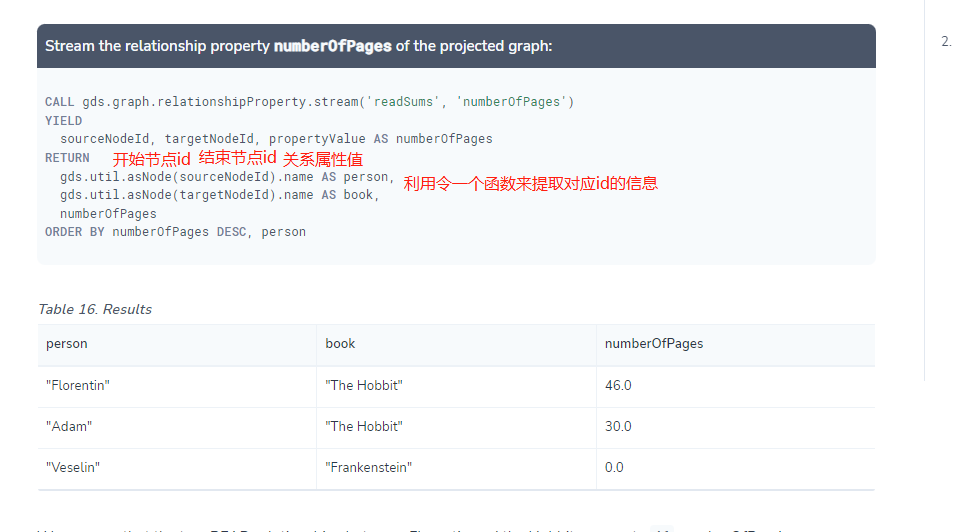 2.
Stream the relationship property numberOfPages of the projected graph:
CALL gds.graph.relationshipProperty.stream('readSums', 'numberOfPages')
YIELD
sourceNodeId, targetNodeId, propertyValue AS numberOfPages
RETURN 开始节点id 结束节点id 关系属性值
gds.util.asNode(sourceNodeId).name AS person, 利用令一个函数来提取对应id的信息
gds.util.asNode(targetNodeId).name AS book,
numberOfPages
ORDER BY numberOfPages DESC, person
Table 16. Results
person book numberOfPages
"Florentin" "The Hobbit" 46.0
"Adam" "The Hobbit" 30.0
"Veselin" "Frankenstein" 0.0